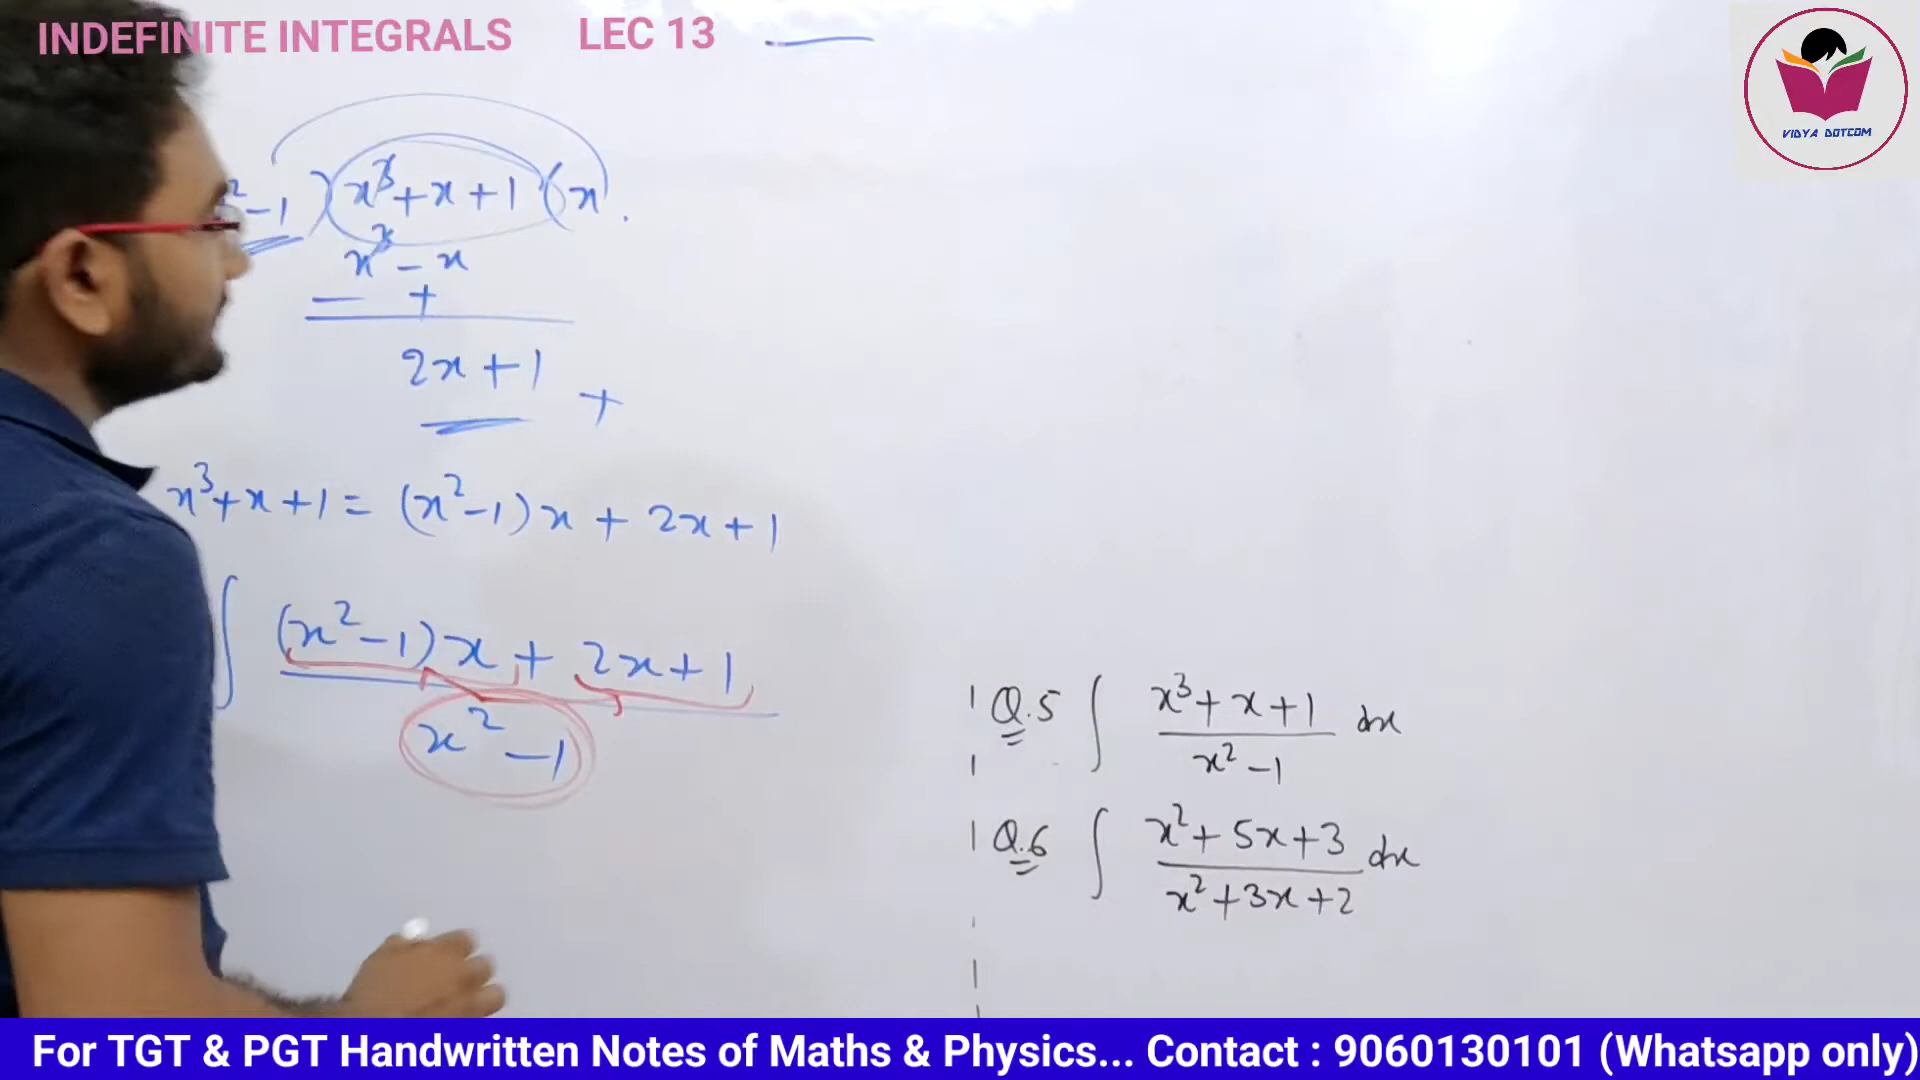 INDEFINITE INTEGRALS LEC 13
VIDYA DOTCOM
²-1)x³+x+1(x.
x³-x
- +
2x+1
+
x³+x+1=(x²-1)x+2x+1
∫ (x²-1)x+2x+1
x²-1
Q.5 ∫ x³+x+1 dx
x²-1
Q.6 ∫ x²+5x+3 dx
x²+3x+2
For TGT & PGT Handwritten Notes of Maths & Physics... Contact : 9060130101 (Whatsapp only)